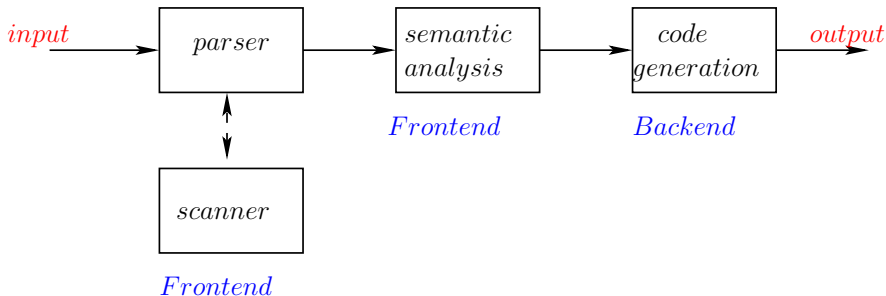 input
parser
semantic
analysis
code
generation
output
Frontend
Backend
scanner
Frontend